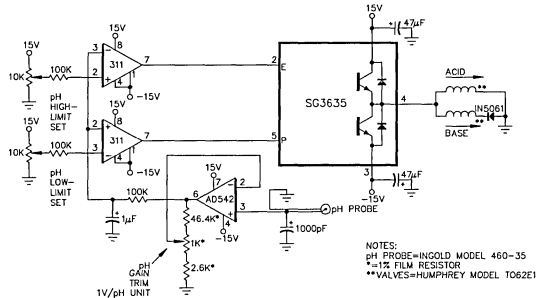 15V
47μF
15V
3
8
311
7
2
10K
100K
2
4
1
-15V
E
pH
HIGH-
LIMIT
SET
15V
15V
2
8
311
7
5
10K
100K
3
4
1
-15V
P
SG3635
4
ACID
**
IN5061
BASE
pH
LOW-
LIMIT
SET
3
47μF
-15V
100K
6
15V
7
AD542
2
3
4
-15V
1μF
46.4K*
1K*
2.6K*
pH PROBE
1000pF
pH
GAIN
TRIM
1V/pH UNIT
NOTES:
pH PROBE=INGOLD MODEL 460-35
*=1% FILM RESISTOR
**VALVES=HUMPHREY MODEL TO62E1